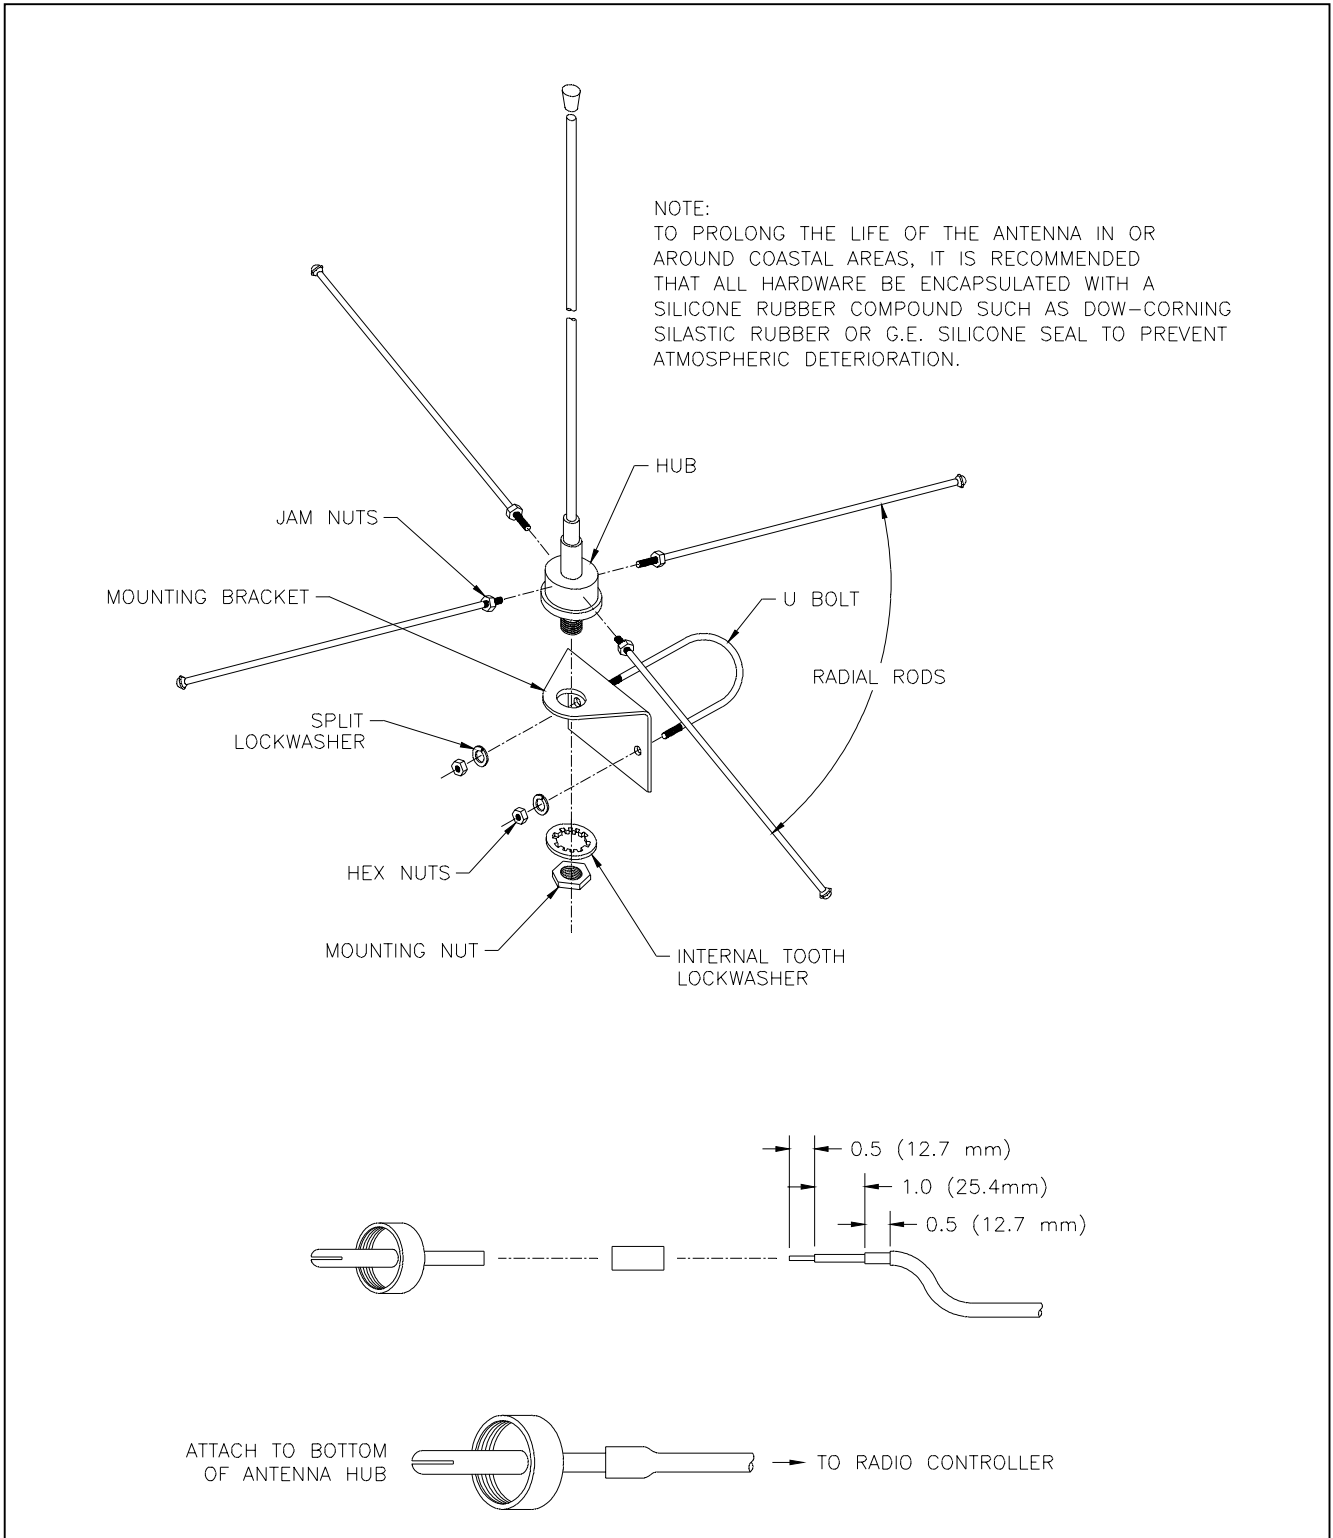 NOTE:
TO PROLONG THE LIFE OF THE ANTENNA IN OR
AROUND COASTAL AREAS, IT IS RECOMMENDED
THAT ALL HARDWARE BE ENCAPSULATED WITH A
SILICONE RUBBER COMPOUND SUCH AS DOW-CORNING
SILASTIC RUBBER OR G.E. SILICONE SEAL TO PREVENT
ATMOSPHERIC DETERIORATION.
HUB
JAM NUTS
MOUNTING BRACKET
U BOLT
RADIAL RODS
SPLIT
LOCKWASHER
HEX NUTS
MOUNTING NUT
INTERNAL TOOTH
LOCKWASHER
0.5 (12.7 mm)
1.0 (25.4mm)
0.5 (12.7 mm)
ATTACH TO BOTTOM
OF ANTENNA HUB
TO RADIO CONTROLLER